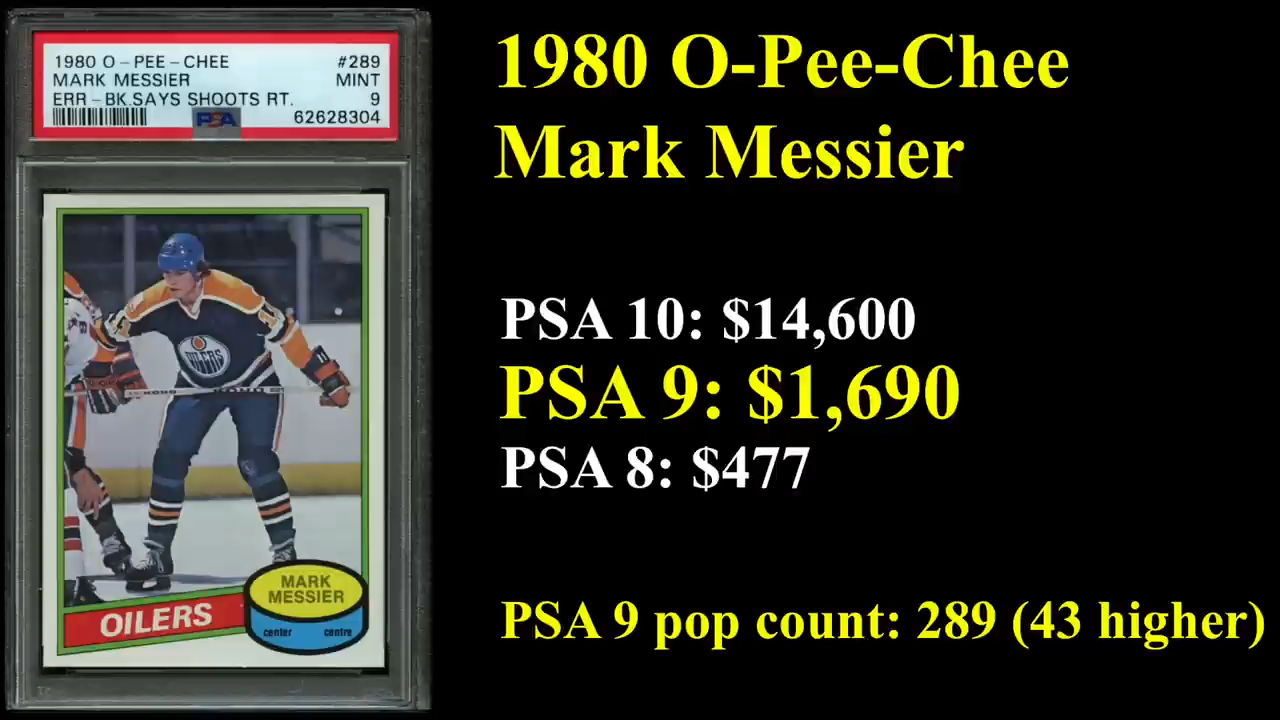 1980 O-PEE-CHEE #289
MARK MESSIER MINT
ERR-BK.SAYS SHOOTS RT. 9
PSA 62628304
OILERS
MARK
MESSIER
center centre
OILERS
1980 O-Pee-Chee
Mark Messier
PSA 10: $14,600
PSA 9: $1,690
PSA 8: $477
PSA 9 pop count: 289 (43 higher)